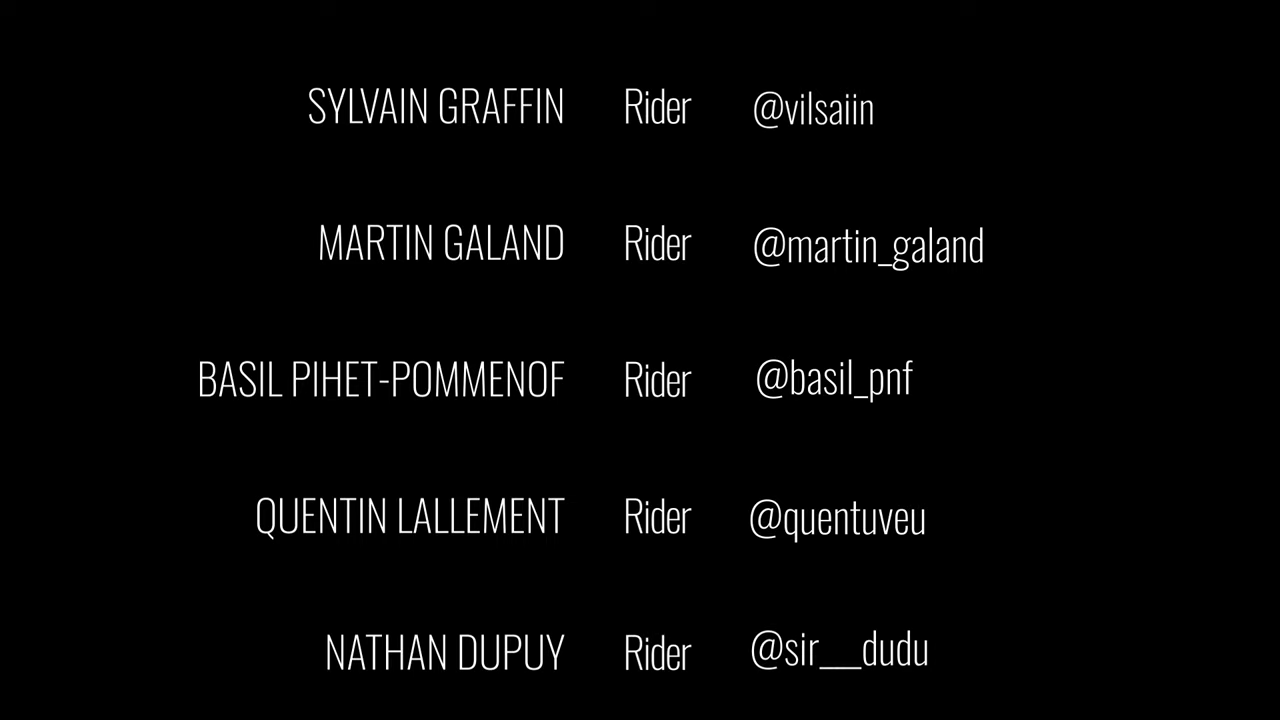 SYLVAIN GRAFFIN Rider @vilsaiin
MARTIN GALAND Rider @martin_galand
BASIL PIHET-POMMENOF Rider @basil_pnf
QUENTIN LALLEMENT Rider @quentuveu
NATHAN DUPUY Rider @sir___dudu